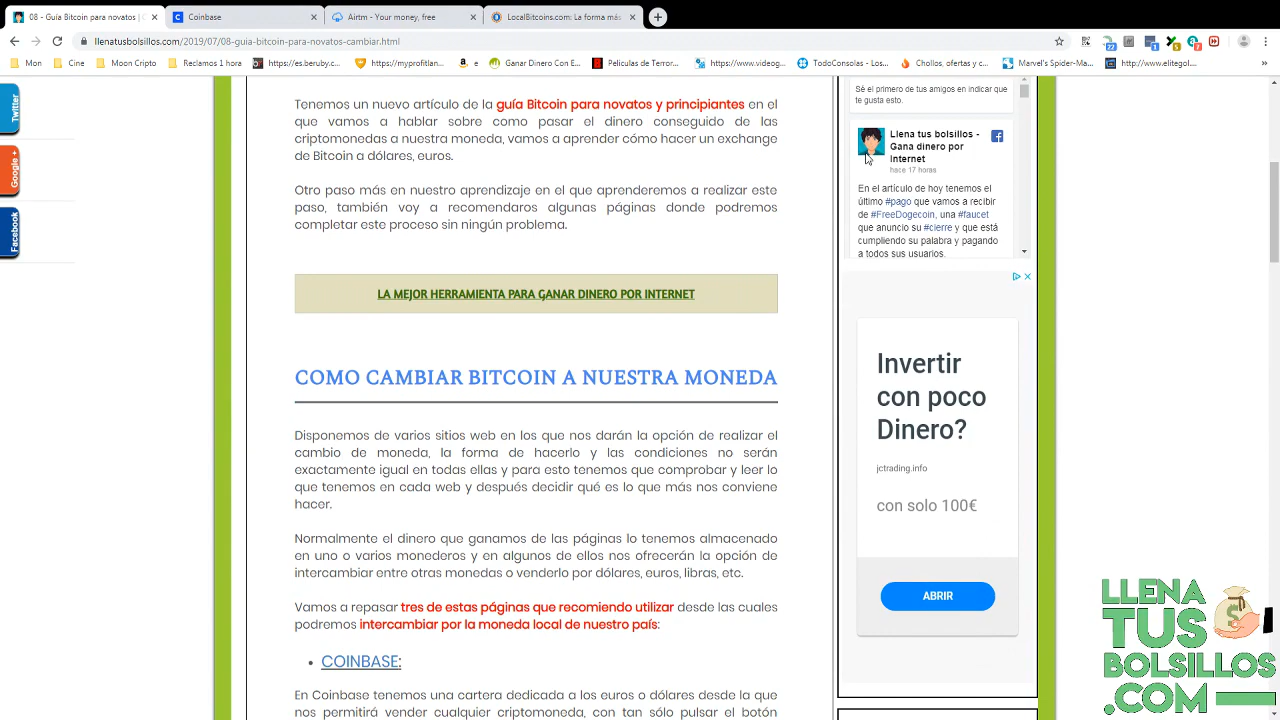 08 - Guía Bitcoin para novatos |
Coinbase
Airtm - Your money, free
LocalBitcoins.com: La forma más
llenatusbolsillos.com/2019/07/08-guia-bitcoin-para-novatos-cambiar.html
Mon
Cine
Moon Cripto
Reclamos 1 hora
https://es.beruby.c...
https://myprofitlan...
e
Ganar Dinero Con E...
Peliculas de Terror...
https://www.videog...
TodoConsolas - Los...
Chollos, ofertas y c...
Marvel's Spider-Ma...
http://www.elitegol...
»
Twitter
Google +
Facebook
Tenemos un nuevo artículo de la guía Bitcoin para novatos y principiantes en el
que vamos a hablar sobre como pasar el dinero conseguido de las
criptomonedas a nuestra moneda, vamos a aprender cómo hacer un exchange
de Bitcoin a dólares, euros.
Otro paso más en nuestro aprendizaje en el que aprenderemos a realizar este
paso, también voy a recomendaros algunas páginas donde podremos
completar este proceso sin ningún problema.
LA MEJOR HERRAMIENTA PARA GANAR DINERO POR INTERNET
COMO CAMBIAR BITCOIN A NUESTRA MONEDA
Disponemos de varios sitios web en los que nos darán la opción de realizar el
cambio de moneda, la forma de hacerlo y las condiciones no serán
exactamente igual en todas ellas y para esto tenemos que comprobar y leer lo
que tenemos en cada web y después decidir qué es lo que más nos conviene
hacer.
Normalmente el dinero que ganamos de las páginas lo tenemos almacenado
en uno o varios monederos y en algunos de ellos nos ofrecerán la opción de
intercambiar entre otras monedas o venderlo por dólares, euros, libras, etc.
Vamos a repasar tres de estas páginas que recomiendo utilizar desde las cuales
podremos intercambiar por la moneda local de nuestro país:
• COINBASE:
En Coinbase tenemos una cartera dedicada a los euros o dólares desde la que
nos permitirá vender cualquier criptomoneda, con tan sólo pulsar el botón
Sé el primero de tus amigos en indicar que
te gusta esto.
Llena tus bolsillos -
Gana dinero por
Internet
hace 17 horas
En el artículo de hoy tenemos el
último #pago que vamos a recibir
de #FreeDogecoin, una #faucet
que anuncio su #cierre y que está
cumpliendo su palabra y pagando
a todos sus usuarios.
Invertir
con poco
Dinero?
jctrading.info
con solo 100€
ABRIR
LLENA
TUS
BOLSILLOS
.COM